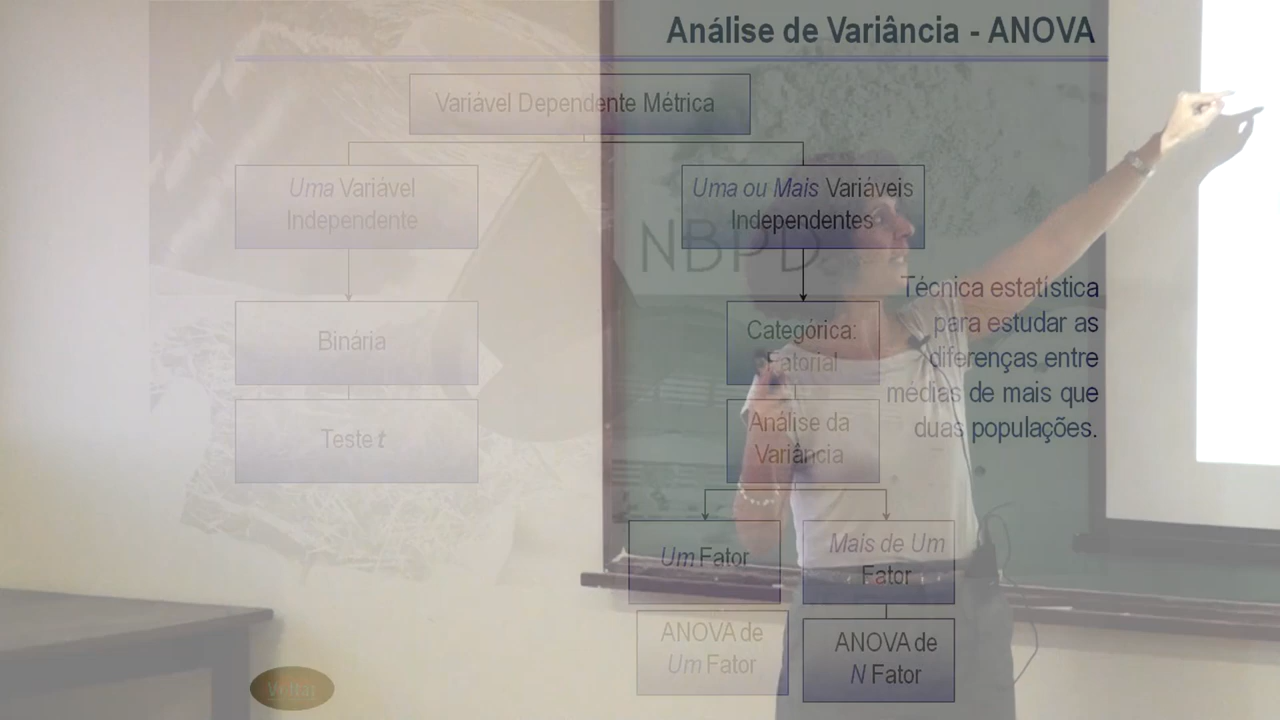 Análise de Variância - ANOVA
Variável Dependente Métrica
Uma Variável
Independente
Uma ou Mais Variáveis
Independentes
NBPD
Binária
Categórica:
Fatorial
Técnica estatística
para estudar as
diferenças entre
médias de mais que
duas populações.
Teste t
Análise da
Variância
Um Fator
Mais de Um
Fator
ANOVA de
Um Fator
ANOVA de
N Fator
Voltar